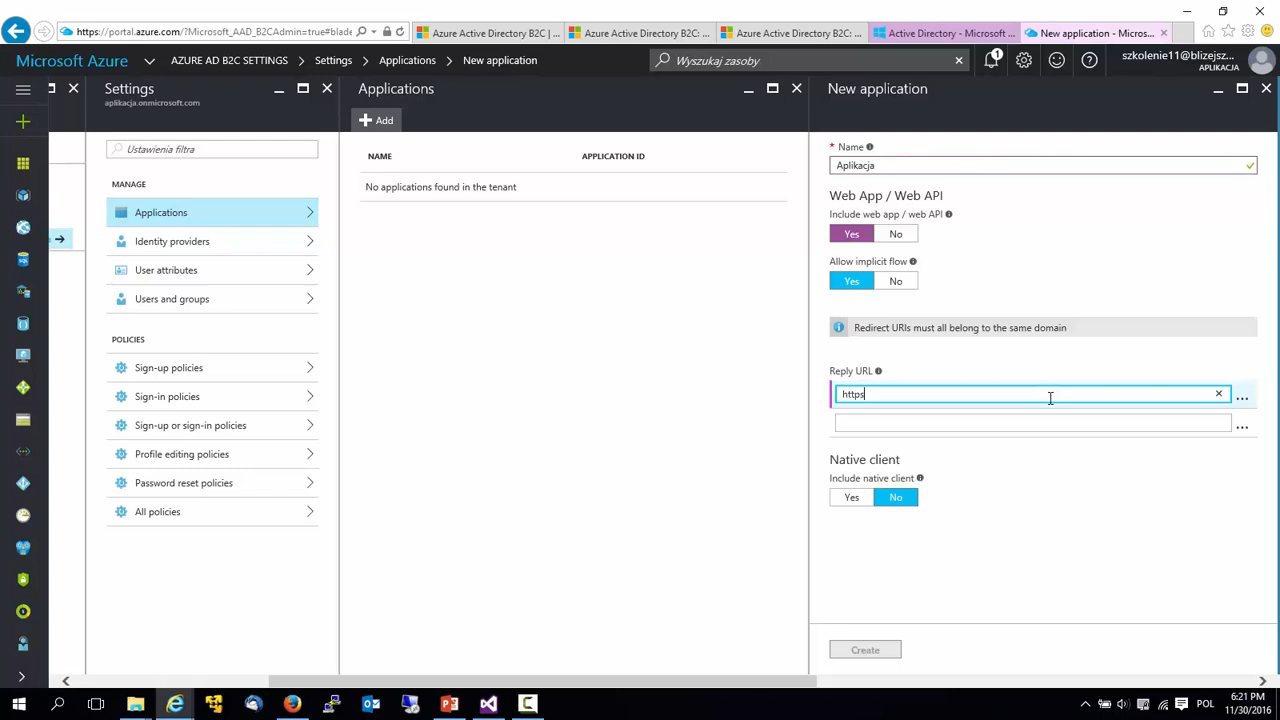 https://portal.azure.com/?Microsoft_AAD_B2CAdmin=true#blade
Azure Active Directory B2C | ...
Azure Active Directory B2C: ...
Azure Active Directory B2C: ...
Active Directory - Microsoft ...
New application - Micros...
Microsoft Azure
AZURE AD B2C SETTINGS > Settings > Applications > New application
Wyszukaj zasoby
1
szkolenie11@blizejsz...
APLIKACJA
Settings
aplikacja.onmicrosoft.com
Ustawienia filtra
MANAGE
Applications
Identity providers
User attributes
Users and groups
POLICIES
Sign-up policies
Sign-in policies
Sign-up or sign-in policies
Profile editing policies
Password reset policies
All policies
Applications
Add
NAME APPLICATION ID
No applications found in the tenant
New application
* Name
Aplikacja
Web App / Web API
Include web app / web API
Yes No
Allow implicit flow
Yes No
Redirect URIs must all belong to the same domain
Reply URL
https
...
...
Native client
Include native client
Yes No
Create
POL
6:21 PM
11/30/2016